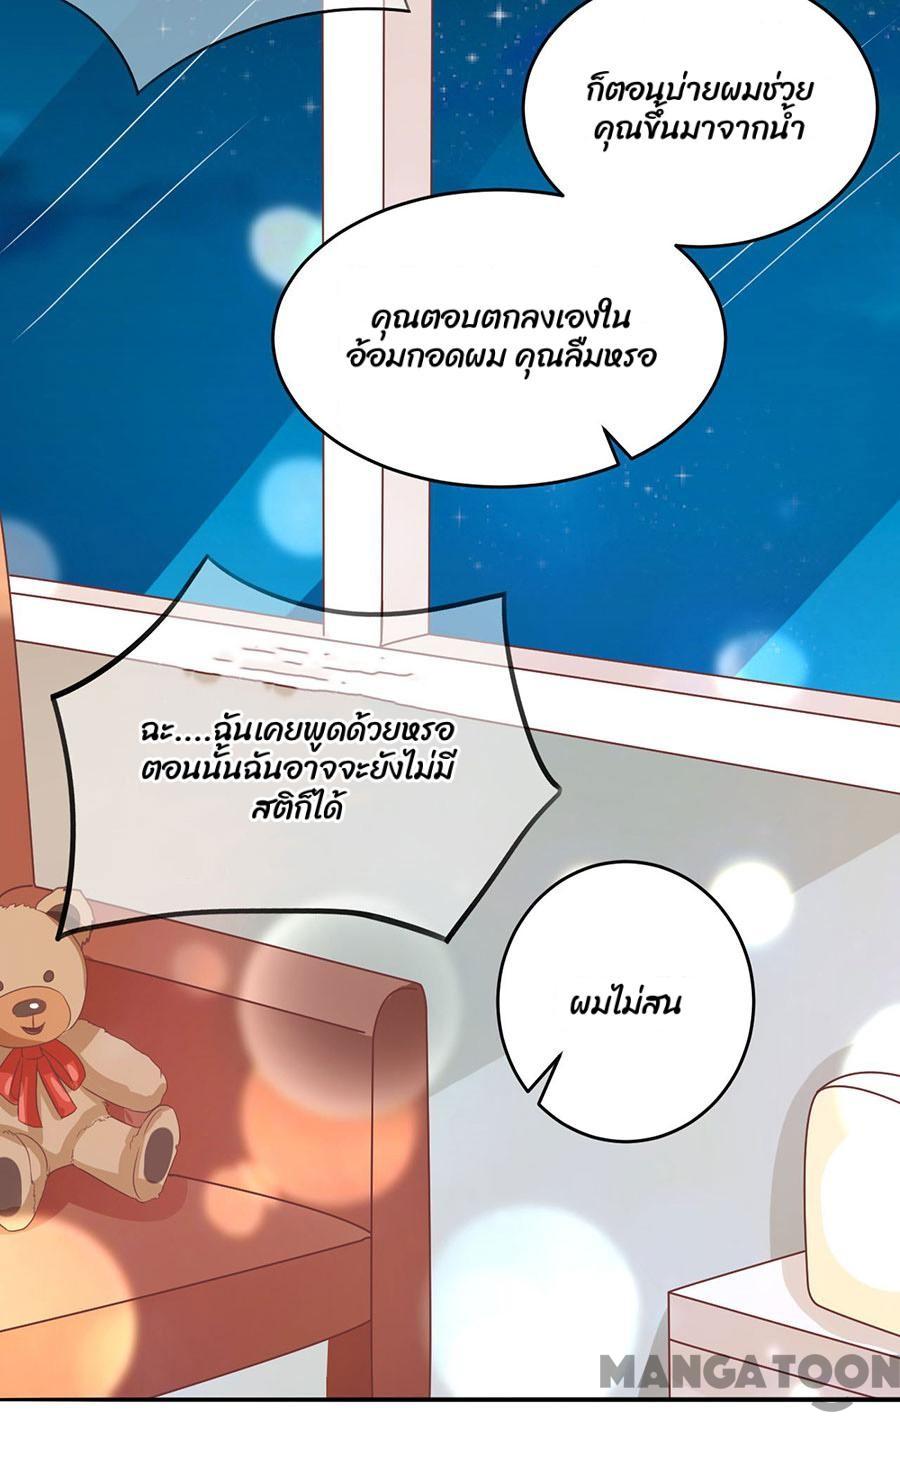 ก็ตอนบ่ายผมช่วย
คุณขึ้นมาจากน้ำ
คุณตอบตกลงเองใน
อ้อมกอดผม คุณลืมหรอ
ฉะ....ฉันเคยพูดด้วยหรอ
ตอนนั้นฉันอาจจะยังไม่มี
สติก็ได้
ผมไม่สน
MANGATOON